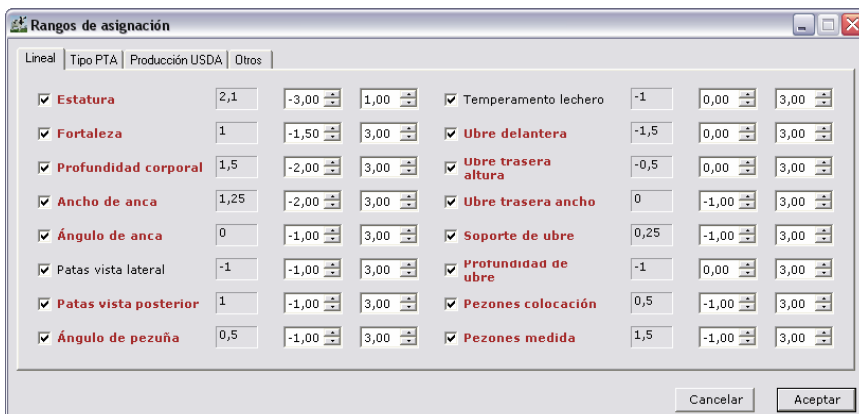 Rangos de asignación
Lineal Tipo PTA Producción USDA Otros
Estatura 2,1 -3,00 1,00 Temperamento lechero -1 0,00 3,00
Fortaleza 1 -1,50 3,00 Ubre delantera -1,5 0,00 3,00
Profundidad corporal 1,5 -2,00 3,00 Ubre trasera altura -0,5 0,00 3,00
Ancho de anca 1,25 -2,00 3,00 Ubre trasera ancho 0 -1,00 3,00
Ángulo de anca 0 -1,00 3,00 Soporte de ubre 0,25 -1,00 3,00
Patas vista lateral -1 -1,00 3,00 Profundidad de ubre -1 0,00 3,00
Patas vista posterior 1 -1,00 3,00 Pezones colocación 0,5 -1,00 3,00
Ángulo de pezuña 0,5 -1,00 3,00 Pezones medida 1,5 -1,00 3,00
Cancelar Aceptar